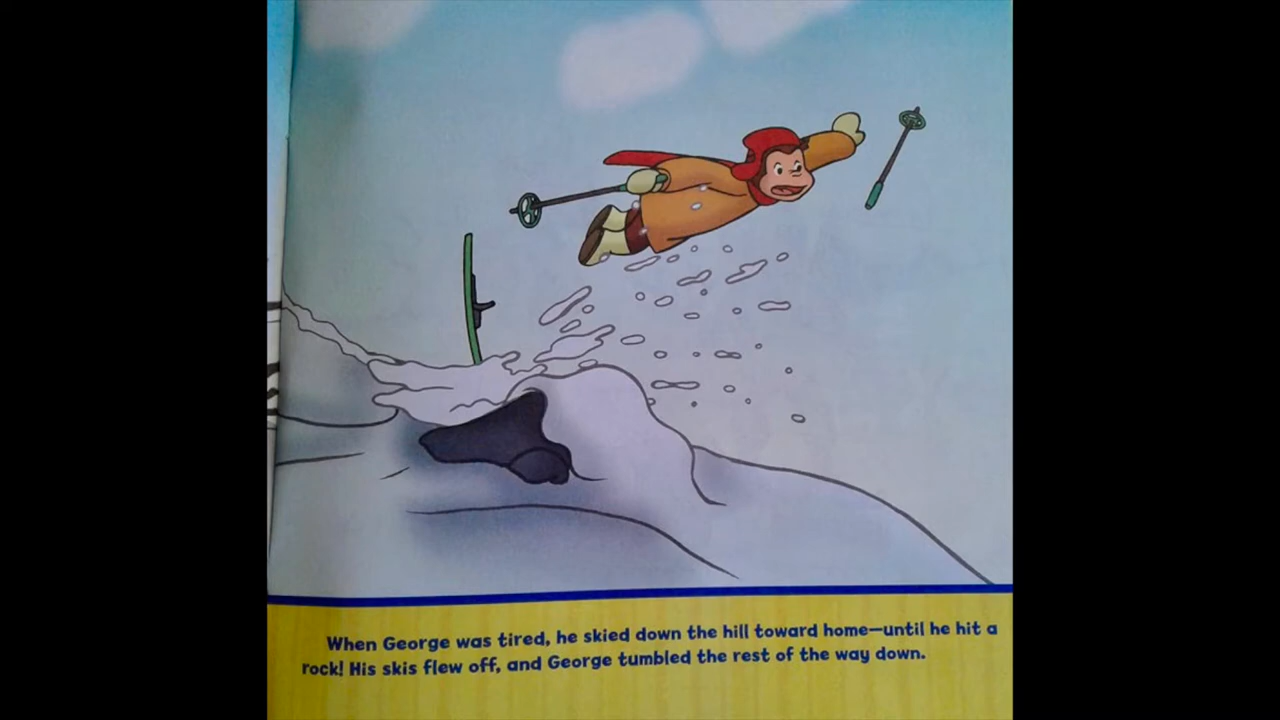 When George was tired, he skied down the hill toward home—until he hit a
rock! His skis flew off, and George tumbled the rest of the way down.